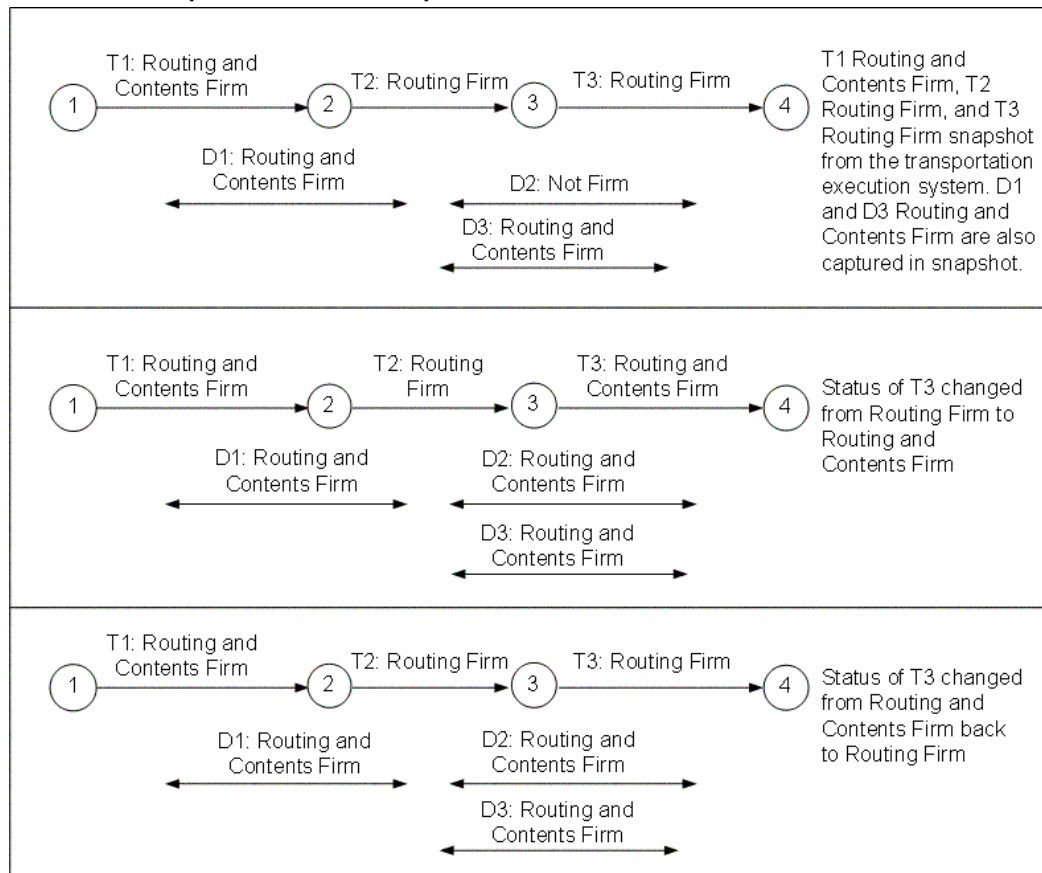 T1: Routing and
Contents Firm
T2: Routing Firm
T3: Routing Firm
1
2
3
4
D1: Routing and
Contents Firm
D2: Not Firm
D3: Routing and
Contents Firm
T1 Routing and
Contents Firm, T2
Routing Firm, and T3
Routing Firm snapshot
from the transportation
execution system. D1
and D3 Routing and
Contents Firm are also
captured in snapshot.
T1: Routing and
Contents Firm
T2: Routing
Firm
T3: Routing and
Contents Firm
1
2
3
4
D1: Routing and
Contents Firm
D2: Routing and
Contents Firm
D3: Routing and
Contents Firm
Status of T3 changed
from Routing Firm to
Routing and
Contents Firm
T1: Routing and
Contents Firm
T2: Routing Firm
T3: Routing Firm
1
2
3
4
D1: Routing and
Contents Firm
D2: Routing and
Contents Firm
D3: Routing and
Contents Firm
Status of T3 changed
from Routing and
Contents Firm back
to Routing Firm